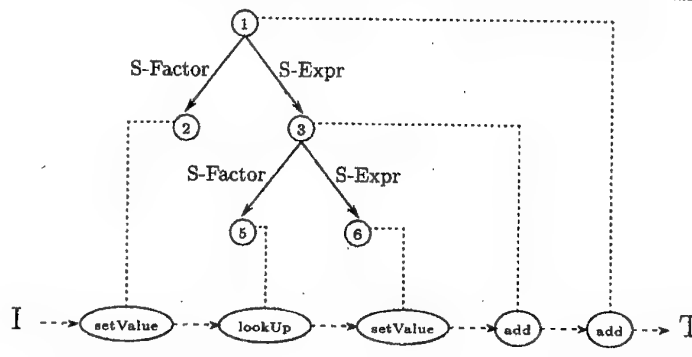 1
S-Factor S-Expr
2 3
S-Factor S-Expr
5 6
I setValue lookUp setValue add add T